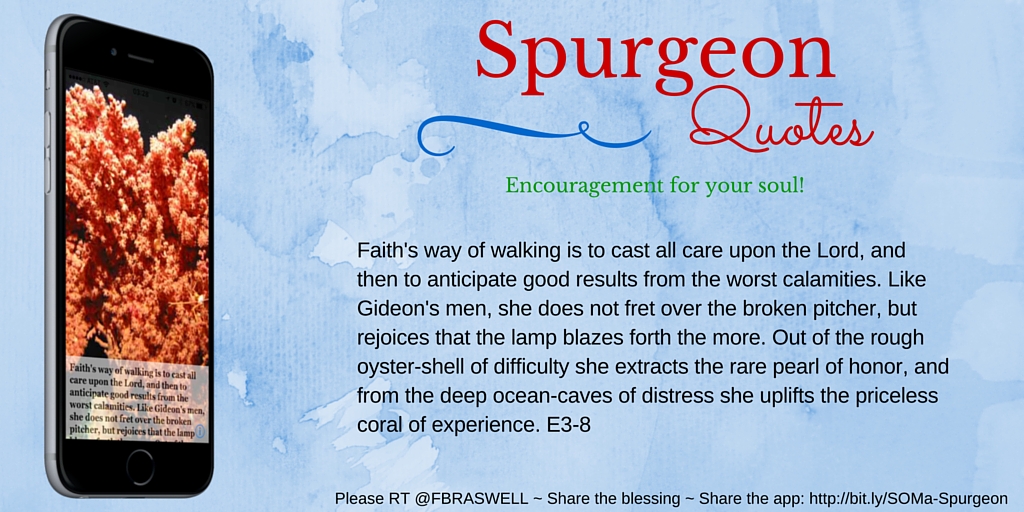 Spurgeon
Quotes
Encouragement for your soul!
Faith's way of walking is to cast all care upon the Lord, and
then to anticipate good results from the worst calamities. Like
Gideon's men, she does not fret over the broken pitcher, but
rejoices that the lamp blazes forth the more. Out of the rough
oyster-shell of difficulty she extracts the rare pearl of honor, and
from the deep ocean-caves of distress she uplifts the priceless
coral of experience. E3-8
Faith's way of walking is to cast all
care upon the Lord, and then to
anticipate good results from the
worst calamities. Like Gideon's men,
she does not fret over the broken
pitcher, but rejoices that the lamp
Please RT @FBRASWELL ~ Share the blessing ~ Share the app: http://bit.ly/SOMa-Spurgeon